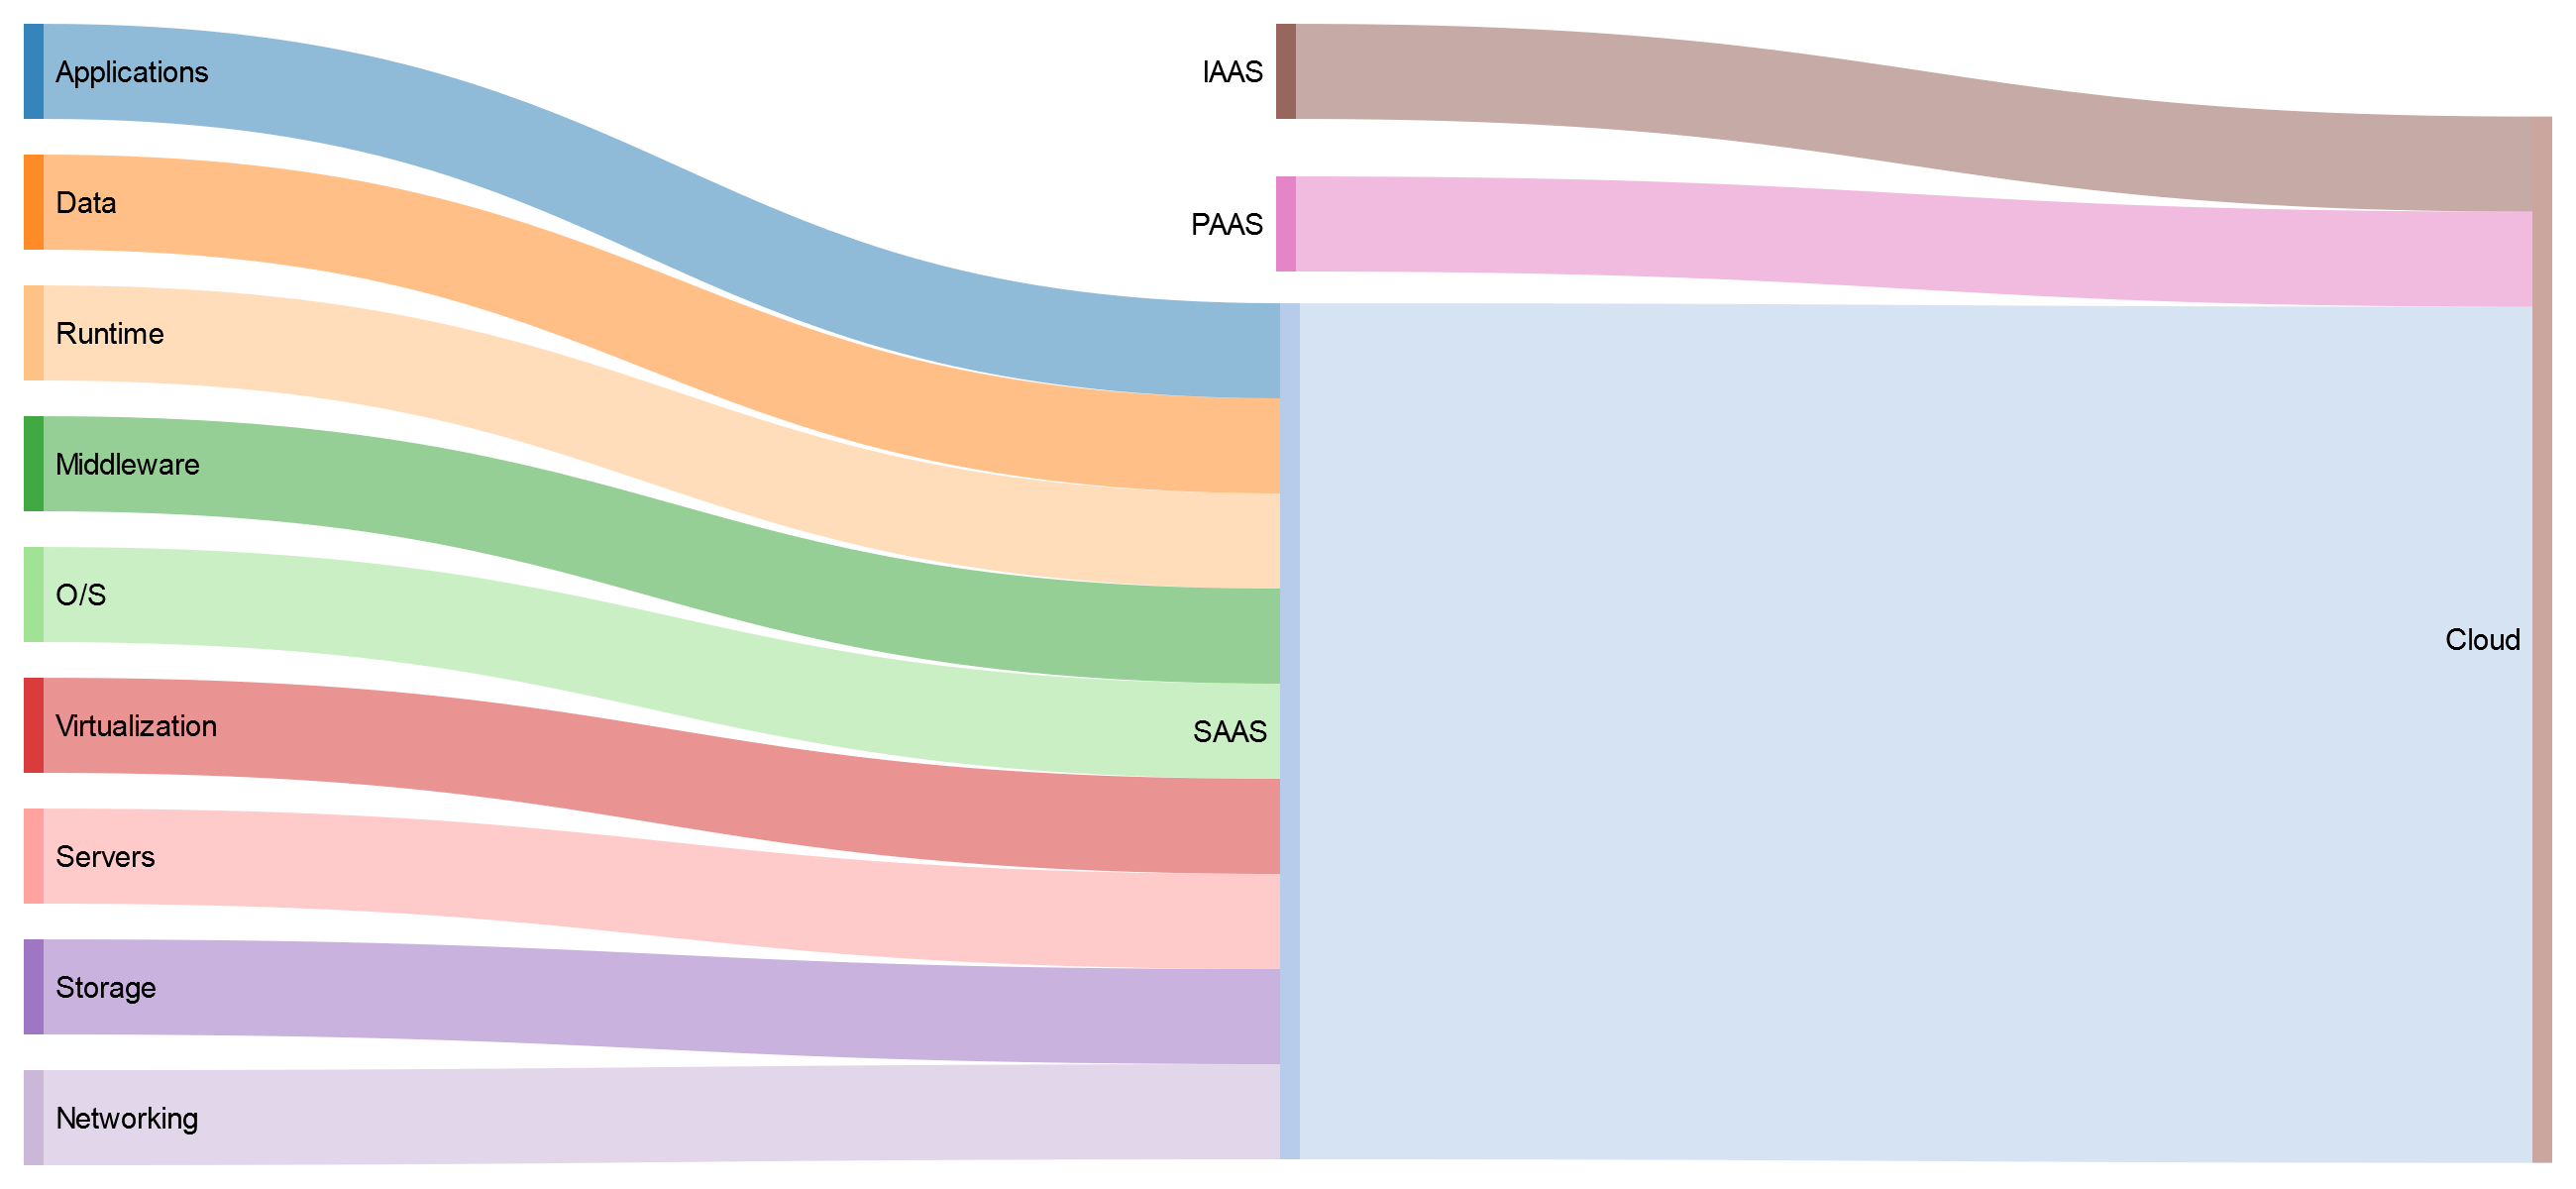 Applications
Data
Runtime
Middleware
O/S
Virtualization
Servers
Storage
Networking
IAAS
PAAS
SAAS
Cloud